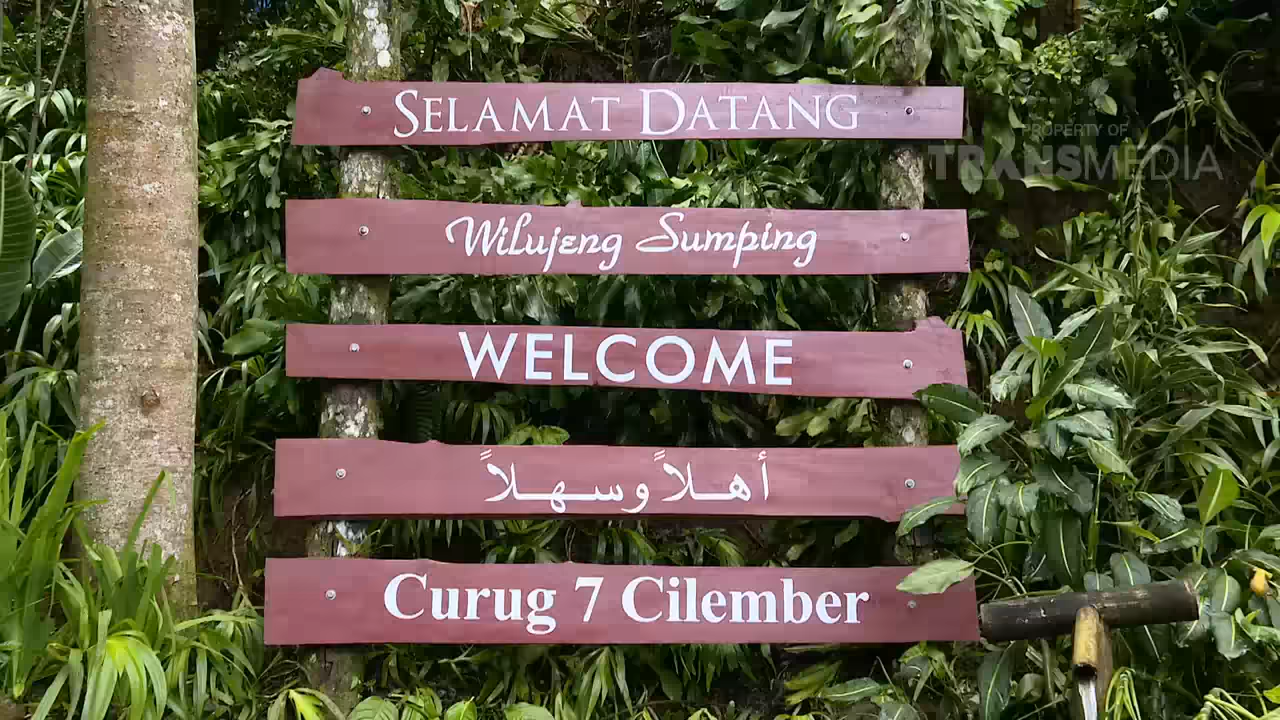 SELAMAT DATANG
PROPERTY OF
TRANSMEDIA
Wilujeng Sumping
WELCOME
أهلاً وسهلاً
Curug 7 Cilember